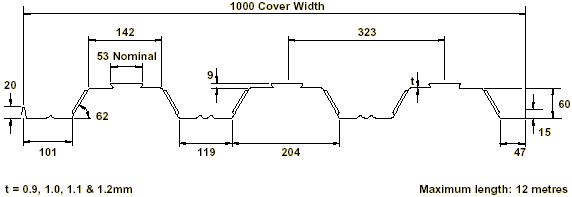 1000 Cover Width
142
323
53 Nominal
9
t
20
60
62
15
101
119
204
47
t = 0.9, 1.0, 1.1 & 1.2mm
Maximum length: 12 metres